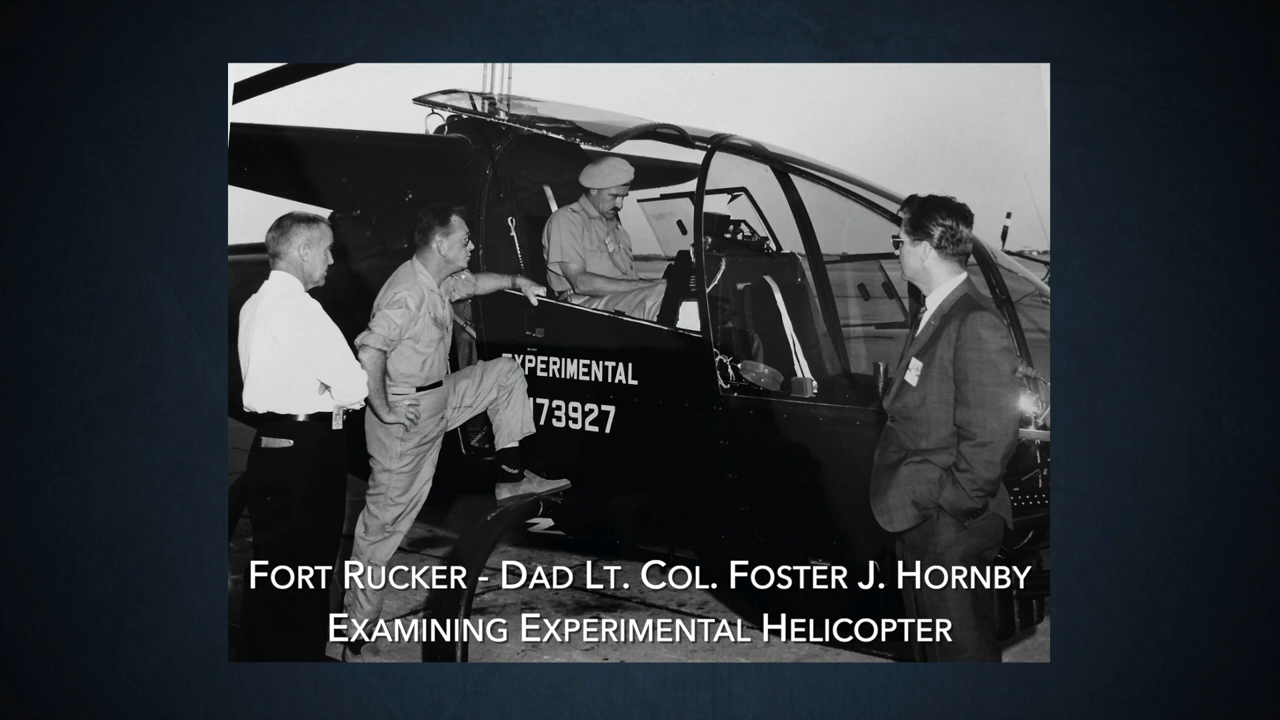 EXPERIMENTAL
73927
FORT RUCKER - DAD LT. COL. FOSTER J. HORNBY
EXAMINING EXPERIMENTAL HELICOPTER